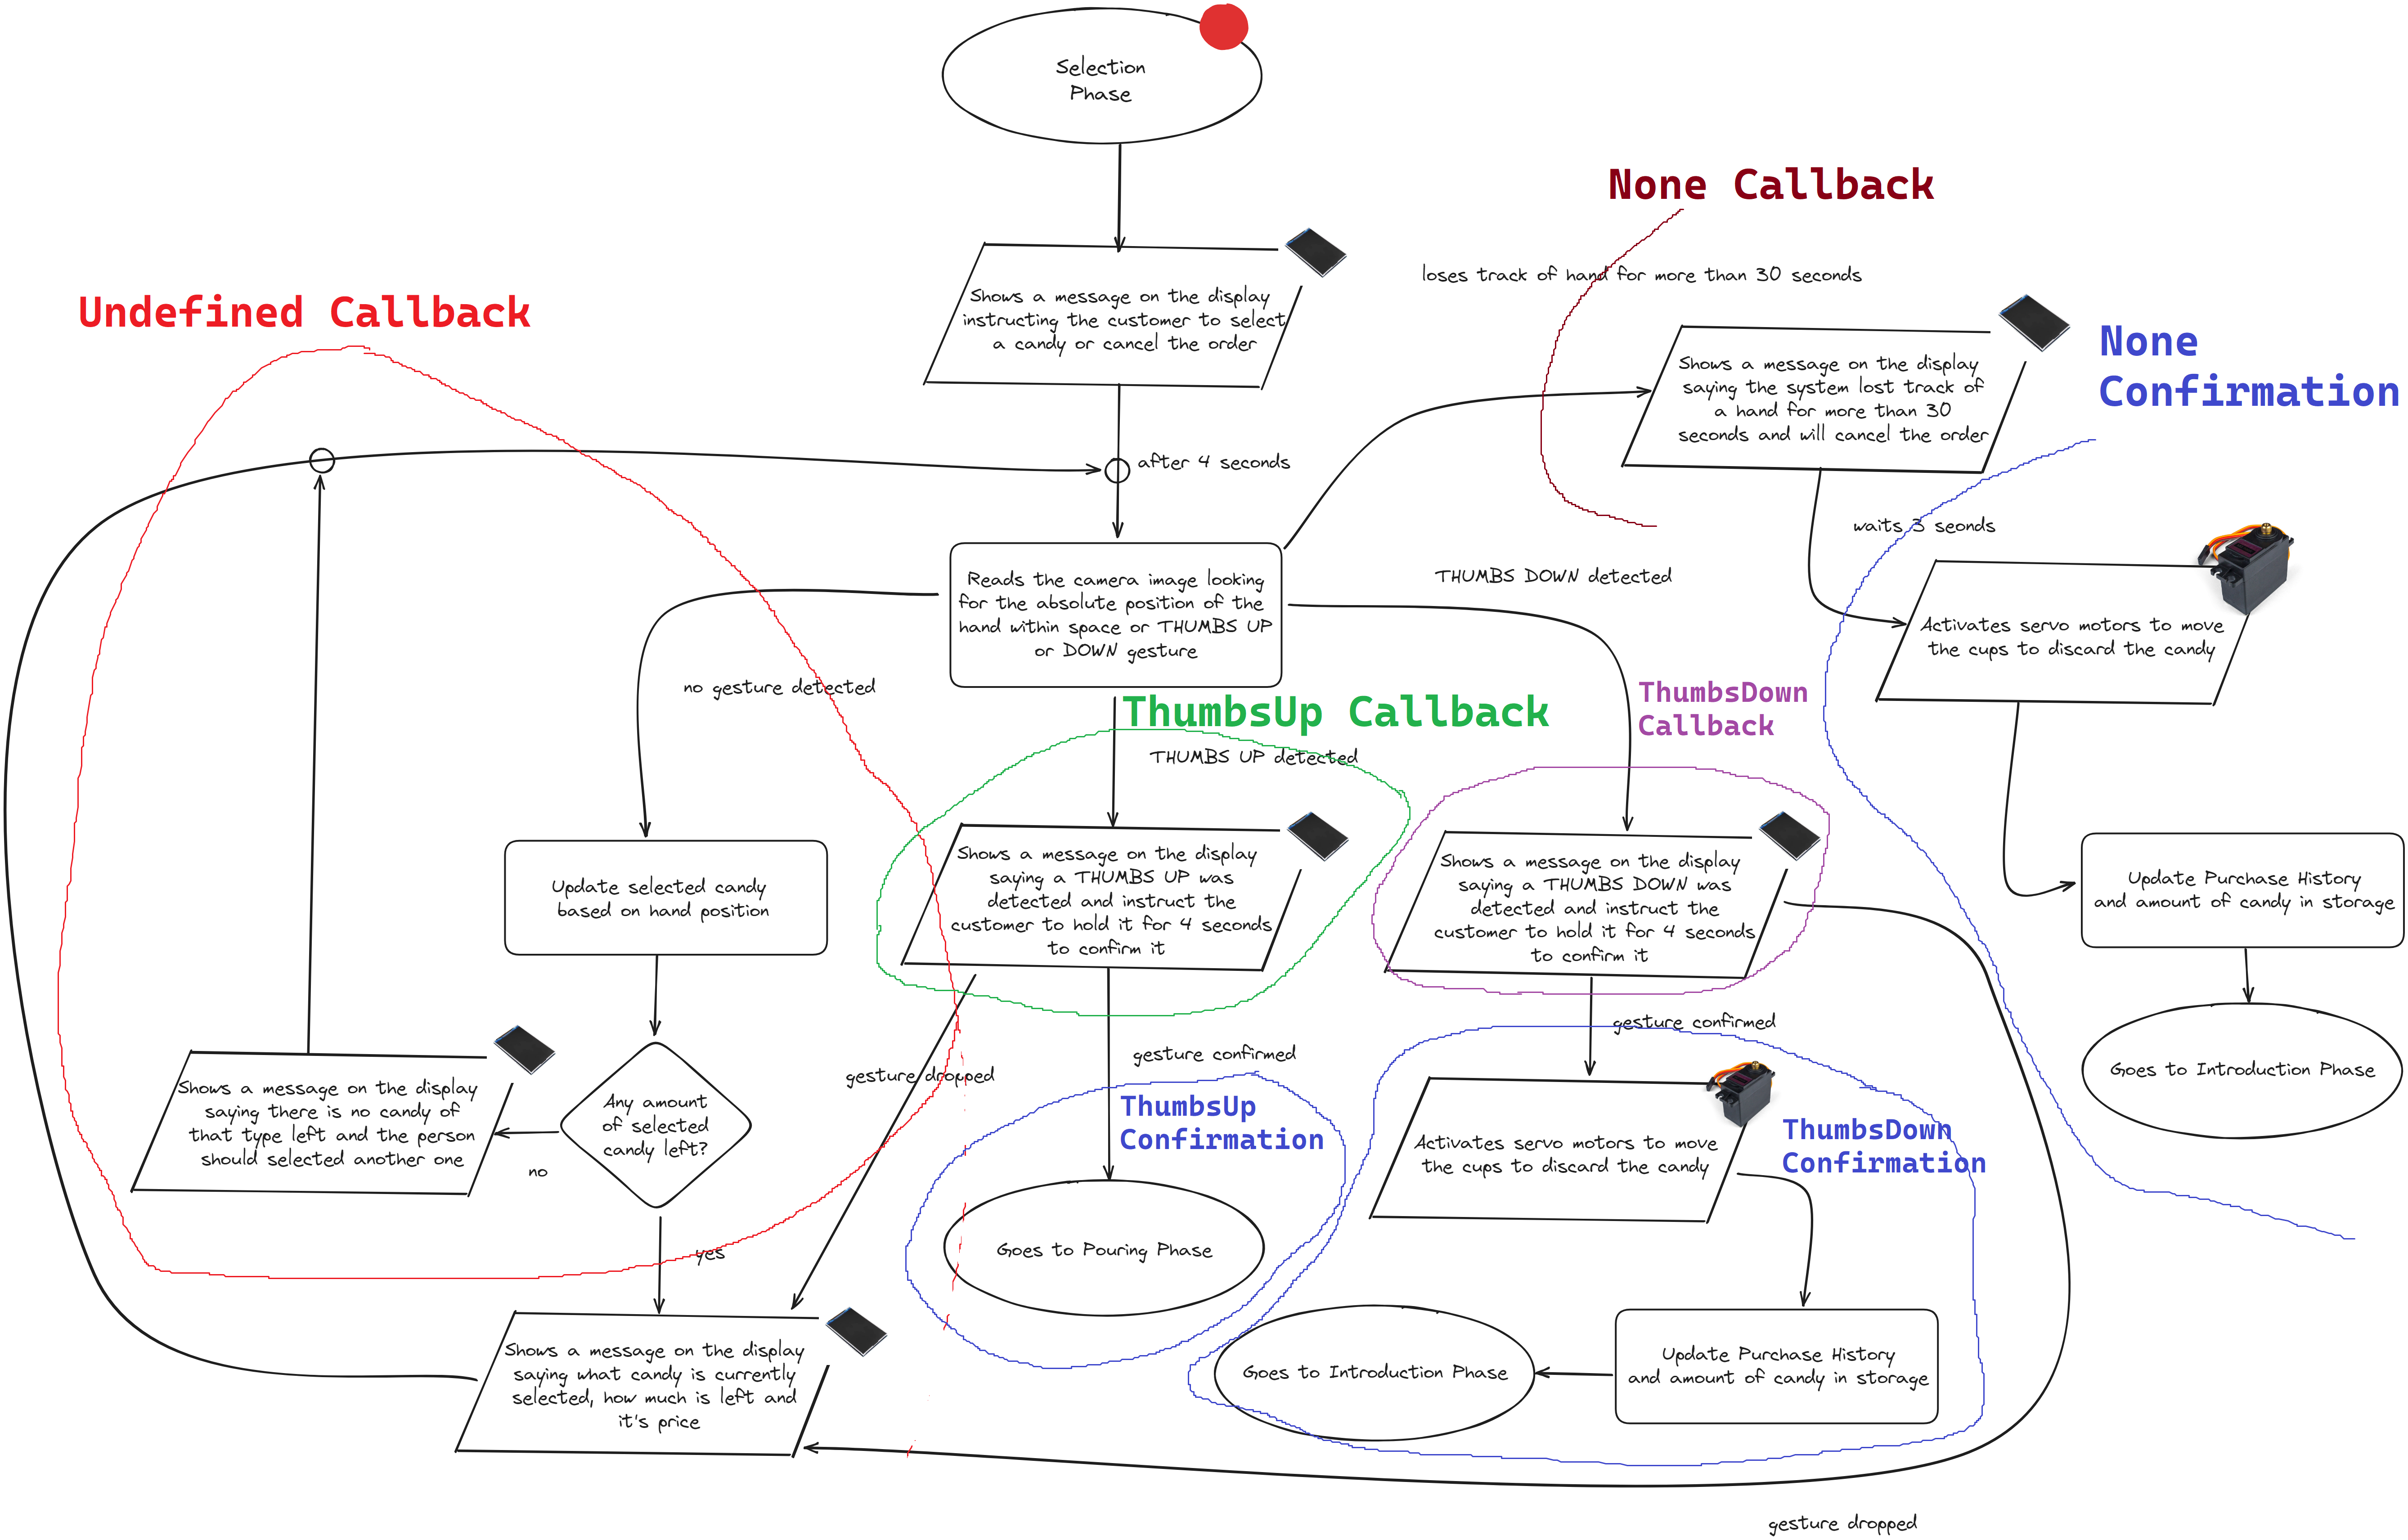 Selection
Phase
None Callback
loses track of hand for more than 30 seconds
Undefined Callback
Shows a message on the display
instructing the customer to select
a candy or cancel the order
None
Confirmation
Shows a message on the display
saying the system lost track of
a hand for more than 30
seconds and will cancel the order
after 4 seconds
waits 3 seonds
Reads the camera image looking
for the absolute position of the
hand within space or THUMBS UP
or DOWN gesture
THUMBS DOWN detected
Activates servo motors to move
the cups to discard the candy
no gesture detected
ThumbsUp Callback
ThumbsDown
Callback
THUMBS UP detected
Update selected candy
based on hand position
Shows a message on the display
saying a THUMBS UP was
detected and instruct the
customer to hold it for 4 seconds
to confirm it
Shows a message on the display
saying a THUMBS DOWN was
detected and instruct the
customer to hold it for 4 seconds
to confirm it
Update Purchase History
and amount of candy in storage
gesture confirmed
gesture confirmed
gesture dropped
Goes to Introduction Phase
Shows a message on the display
saying there is no candy of
that type left and the person
should selected another one
Any amount
of selected
candy left?
no
yes
ThumbsUp
Confirmation
Goes to Pouring Phase
Activates servo motors to move
the cups to discard the candy
ThumbsDown
Confirmation
Shows a message on the display
saying what candy is currently
selected, how much is left and
it's price
Goes to Introduction Phase
Update Purchase History
and amount of candy in storage
gesture dropped